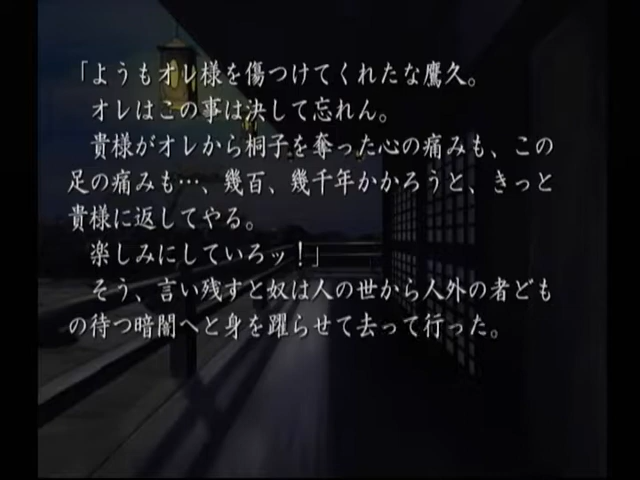 「ようもオレ様を傷つけてくれたな鷹久。
オレはこの事は決して忘れん。
貴様がオレから桐子を奪った心の痛みも、この
足の痛みも…、幾百、幾千年かかろうと、きっと
貴様に返してやる。
楽しみにしていろッ！」
そう、言い残すと奴は人の世から人外の者ども
の待つ暗闇へと身を躍らせて去って行った。